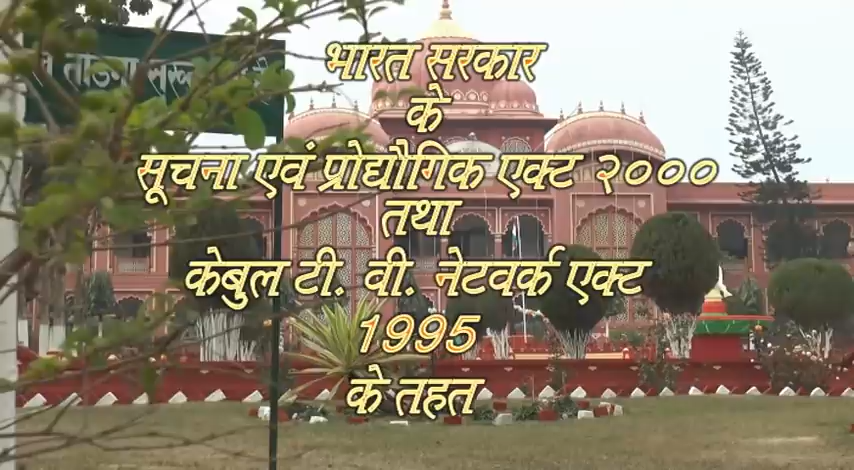 भारत सरकार
के
सूचना एवं प्रोद्यौगिक एक्ट २०००
तथा
केबुल टी. वी. नेटवर्क एक्ट
1995
के तहत